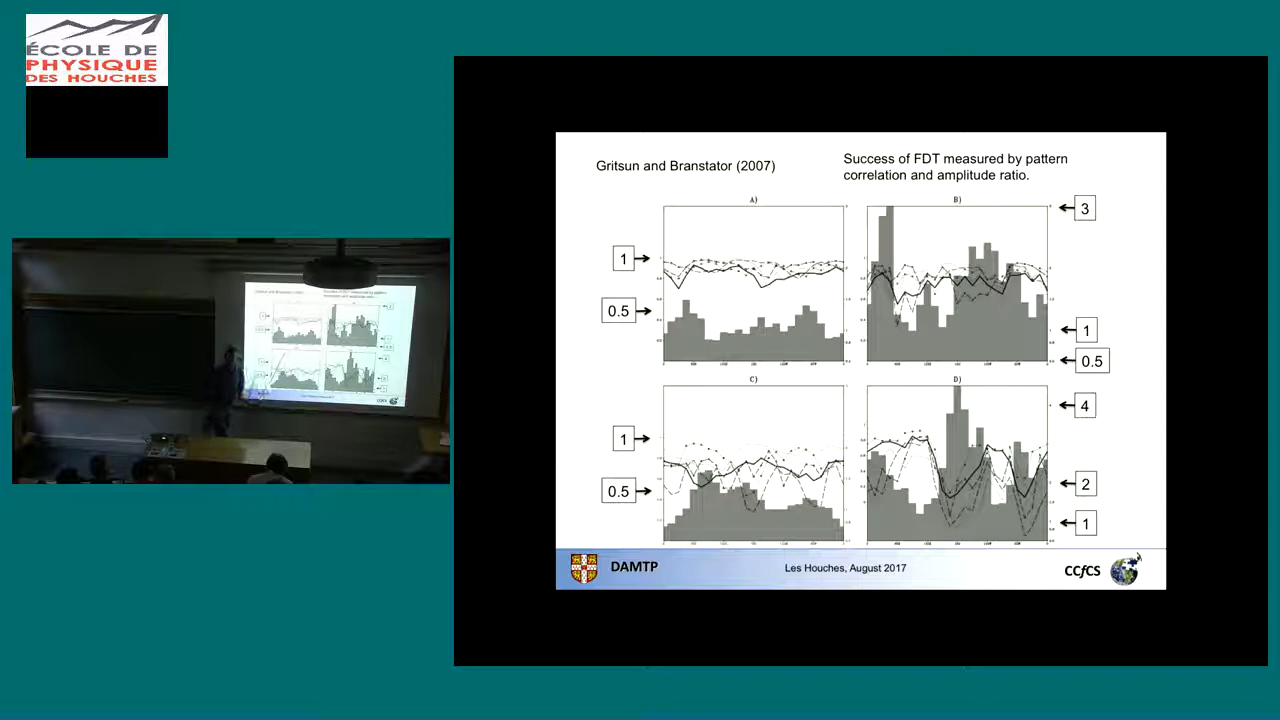 ÉCOLE DE
PHYSIQUE
DES HOUCHES
Gritsun and Branstator (2007)
Success of FDT measured by pattern
correlation and amplitude ratio.
A)
B)
3
1
0.5
1
0.5
C)
D)
1
0.5
4
2
1
DAMTP
Les Houches, August 2017
CCfCS